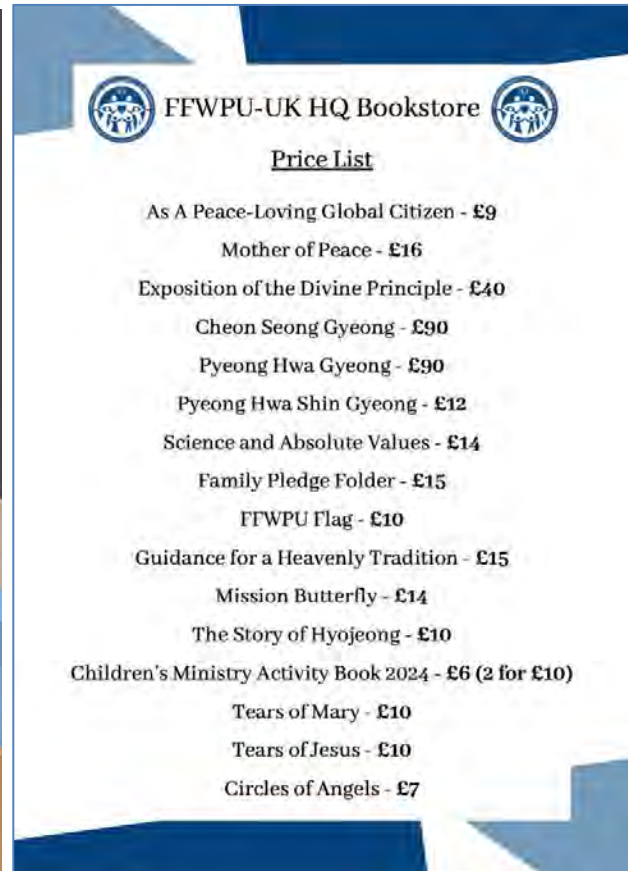 FFWPU-UK HQ Bookstore
Price List
As A Peace-Loving Global Citizen - £9
Mother of Peace - £16
Exposition of the Divine Principle - £40
Cheon Seong Gyeong - £90
Pyeong Hwa Gyeong - £90
Pyeong Hwa Shin Gyeong - £12
Science and Absolute Values - £14
Family Pledge Folder - £15
FFWPU Flag - £10
Guidance for a Heavenly Tradition - £15
Mission Butterfly - £14
The Story of Hyojeong - £10
Children's Ministry Activity Book 2024 - £6 (2 for £10)
Tears of Mary - £10
Tears of Jesus - £10
Circles of Angels - £7